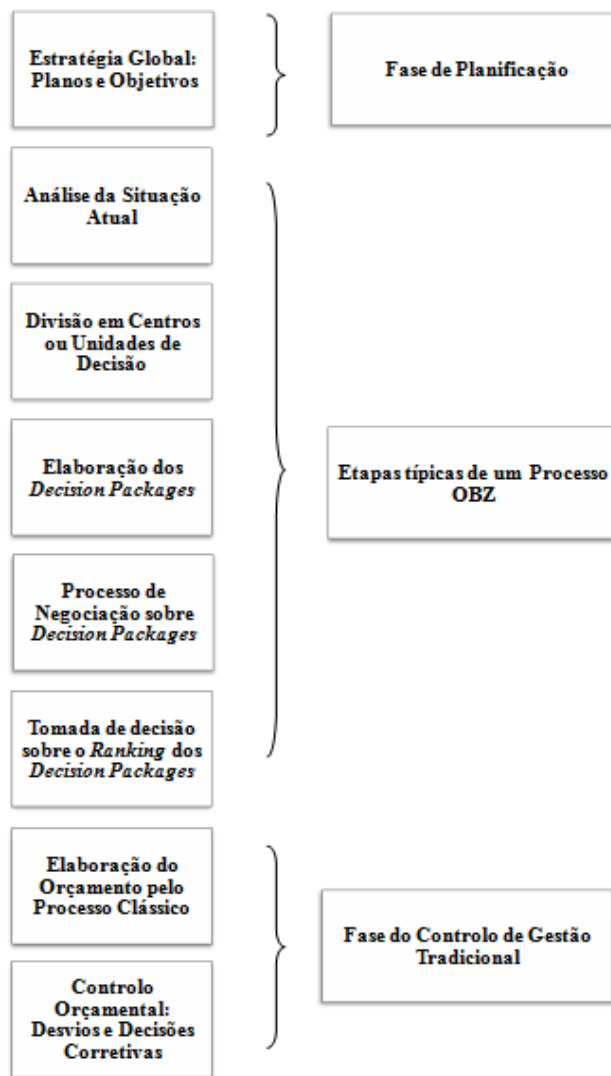 Estratégia Global:
Planos e Objetivos
Fase de Planificação
Análise da Situação
Atual
Divisão em Centros
ou Unidades de
Decisão
Elaboração dos
Decision Packages
Processo de
Negociação sobre
Decision Packages
Tomada de decisão
sobre o Ranking dos
Decision Packages
Etapas típicas de um Processo
OBZ
Elaboração do
Orçamento pelo
Processo Clássico
Controlo
Orçamental:
Desvios e Decisões
Corretivas
Fase do Controlo de Gestão
Tradicional